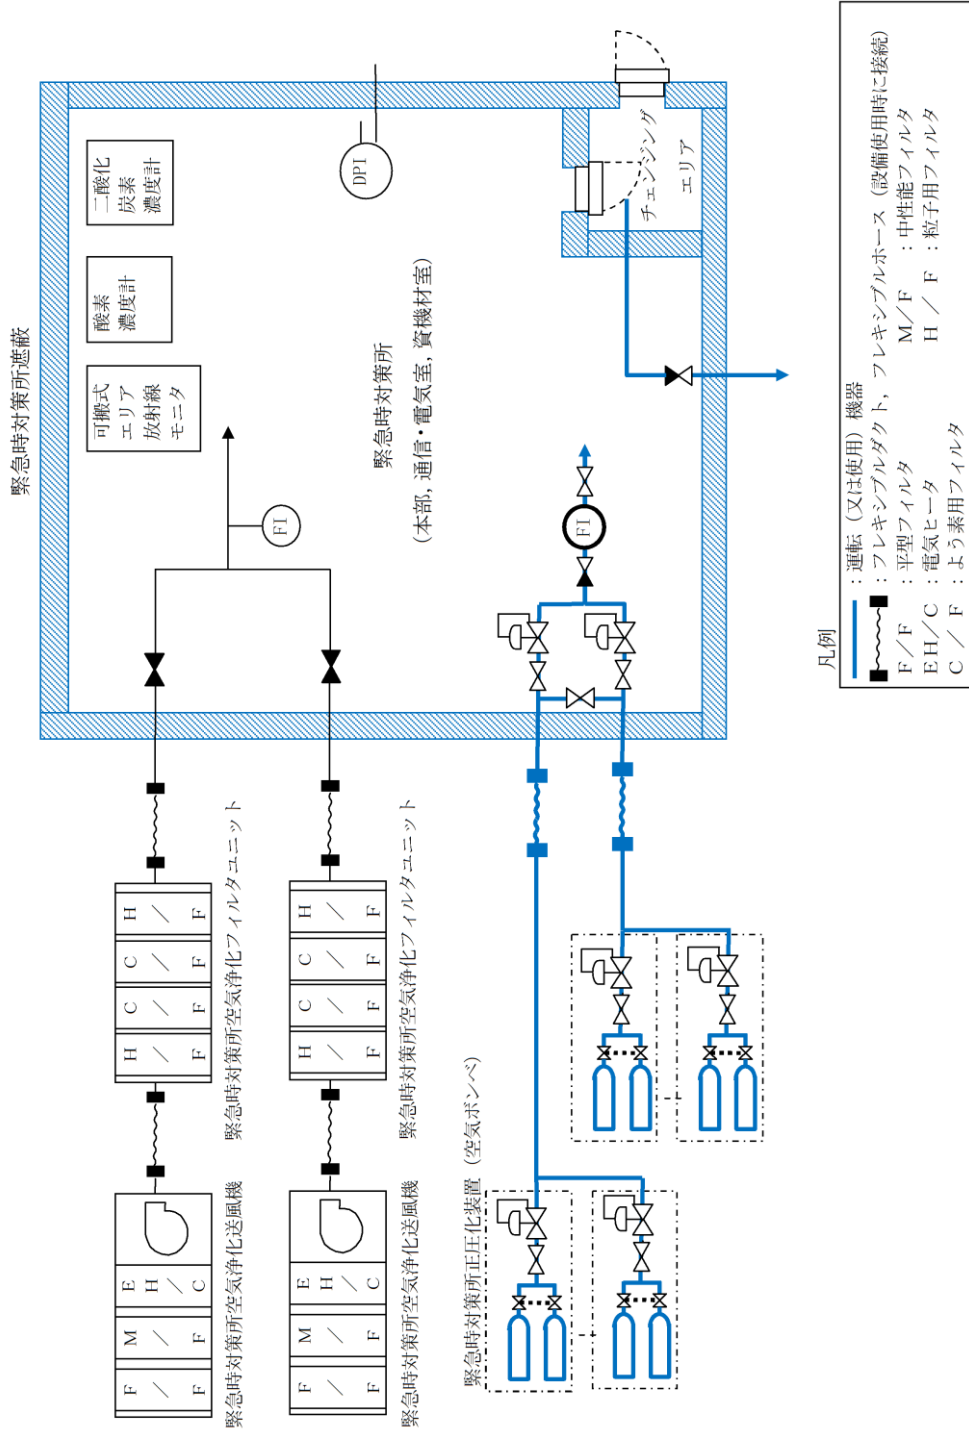 緊急時対策所遮蔽
可搬式
エリア
放射線
モニタ
酸素
濃度計
二酸化
炭素
濃度計
FI
DPI
緊急時対策所
(本部, 通信・電気室, 資機材室)
チェンジング
エリア
FI
F/F
M/F
EH/C
緊急時対策所空気浄化送風機
H/F
C/F
C/F
H/F
緊急時対策所空気浄化フィルタユニット
F/F
M/F
EH/C
緊急時対策所空気浄化送風機
H/F
C/F
C/F
H/F
緊急時対策所空気浄化フィルタユニット
緊急時対策所正圧化装置（空気ボンベ）
凡例
：運転（又は使用）機器
：フレキシブルダクト, フレキシブルホース（設備使用時に接続）
F/F ：平型フィルタ M/F ：中性能フィルタ
EH/C ：電気ヒータ H/F ：粒子用フィルタ
C/F ：よう素用フィルタ